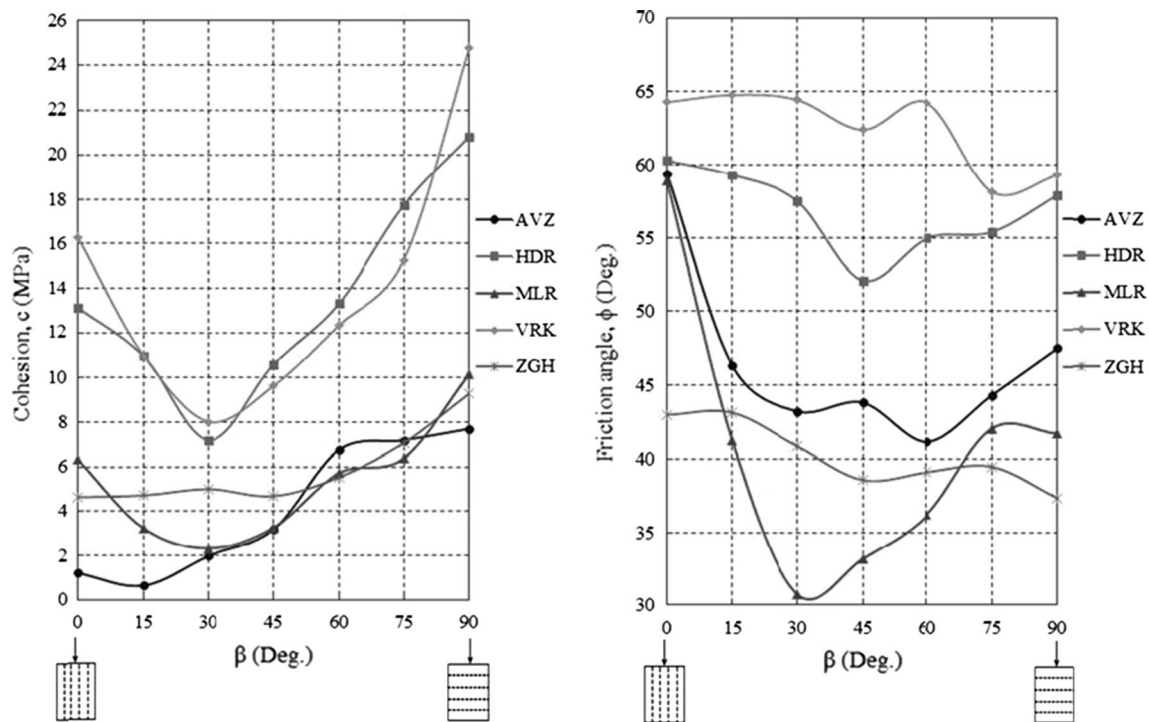 26
24
22
20
18
16
14
12
10
8
6
4
2
0
Cohesion, c (MPa)
0 15 30 45 60 75 90
β (Deg.)
AVZ
HDR
MLR
VRK
ZGH
70
65
60
55
50
45
40
35
30
Friction angle, ϕ (Deg.)
0 15 30 45 60 75 90
β (Deg.)
AVZ
HDR
MLR
VRK
ZGH